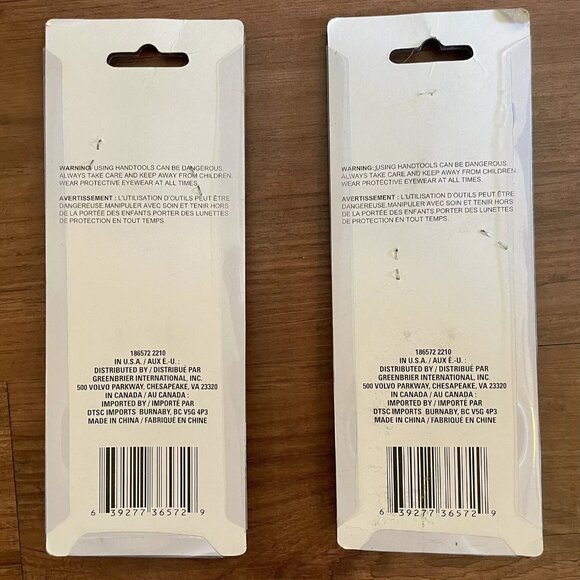 WARNING: USING HANDTOOLS CAN BE DANGEROUS.
ALWAYS TAKE CARE AND KEEP AWAY FROM CHILDREN.
WEAR PROTECTIVE EYEWEAR AT ALL TIMES.
AVERTISSEMENT : L'UTILISATION D'OUTILS PEUT ÊTRE
DANGEREUSE.MANIPULER AVEC SOIN ET TENIR HORS
DE LA PORTÉE DES ENFANTS.PORTER DES LUNETTES
DE PROTECTION EN TOUT TEMPS.
186572 2210
IN U.S.A. / AUX É.-U. :
DISTRIBUTED BY / DISTRIBUÉ PAR
GREENBRIER INTERNATIONAL, INC.
500 VOLVO PARKWAY, CHESAPEAKE, VA 23320
IN CANADA / AU CANADA :
IMPORTED BY / IMPORTÉ PAR
DTSC IMPORTS BURNABY, BC V5G 4P3
MADE IN CHINA / FABRIQUÉ EN CHINE
6 39277 36572 9
WARNING: USING HANDTOOLS CAN BE DANGEROUS.
ALWAYS TAKE CARE AND KEEP AWAY FROM CHILDREN.
WEAR PROTECTIVE EYEWEAR AT ALL TIMES.
AVERTISSEMENT : L'UTILISATION D'OUTILS PEUT ÊTRE
DANGEREUSE.MANIPULER AVEC SOIN ET TENIR HORS
DE LA PORTÉE DES ENFANTS.PORTER DES LUNETTES
DE PROTECTION EN TOUT TEMPS.
186572 2210
IN U.S.A. / AUX É.-U. :
DISTRIBUTED BY / DISTRIBUÉ PAR
GREENBRIER INTERNATIONAL, INC.
500 VOLVO PARKWAY, CHESAPEAKE, VA 23320
IN CANADA / AU CANADA :
IMPORTED BY / IMPORTÉ PAR
DTSC IMPORTS BURNABY, BC V5G 4P3
MADE IN CHINA / FABRIQUÉ EN CHINE
6 39277 36572 9